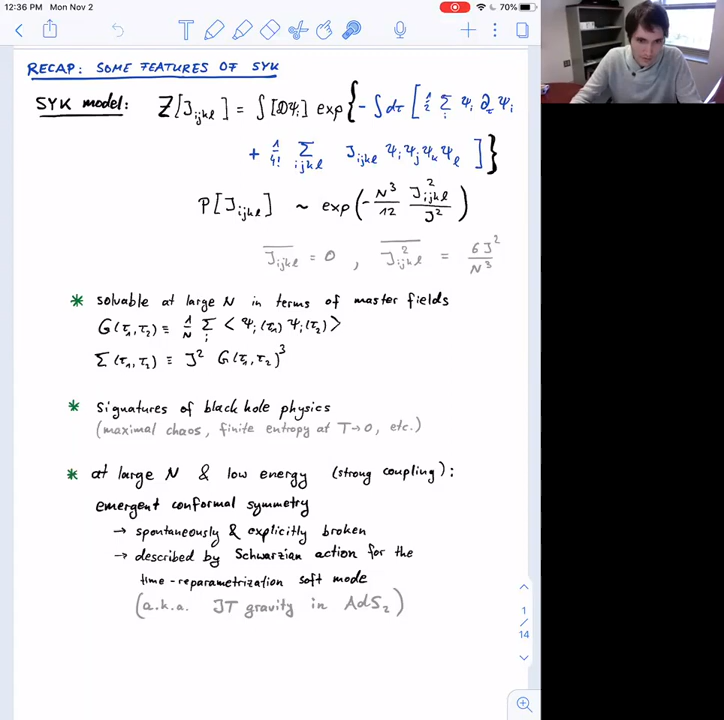 12:36 PM Mon Nov 2
70%
RECAP: SOME FEATURES OF SYK
SYK model: Z[J_ijkl] = ∫[DΨ_i] exp{ - ∫dτ [ 1/2 Σ_i Ψ_i ∂_τ Ψ_i
+ 1/4! Σ_ijkl J_ijkl Ψ_i Ψ_j Ψ_k Ψ_l ] }
P[J_ijkl] ~ exp( - N³/12 J²_ijkl/J² )
\overline{J_ijkl} = 0 , \overline{J²_ijkl} = 6J²/N³
* solvable at large N in terms of master fields
G(τ₁,τ₂) ≡ 1/N Σ_i < Ψ_i(τ₁) Ψ_i(τ₂) >
Σ(τ₁,τ₂) ≡ J² G(τ₁,τ₂)³
* signatures of black hole physics
(maximal chaos, finite entropy at T→0, etc.)
* at large N & low energy (strong coupling):
emergent conformal symmetry
→ spontaneously & explicitly broken
→ described by Schwarzian action for the
time-reparametrization soft mode
(a.k.a. JT gravity in AdS₂)
1
/
14